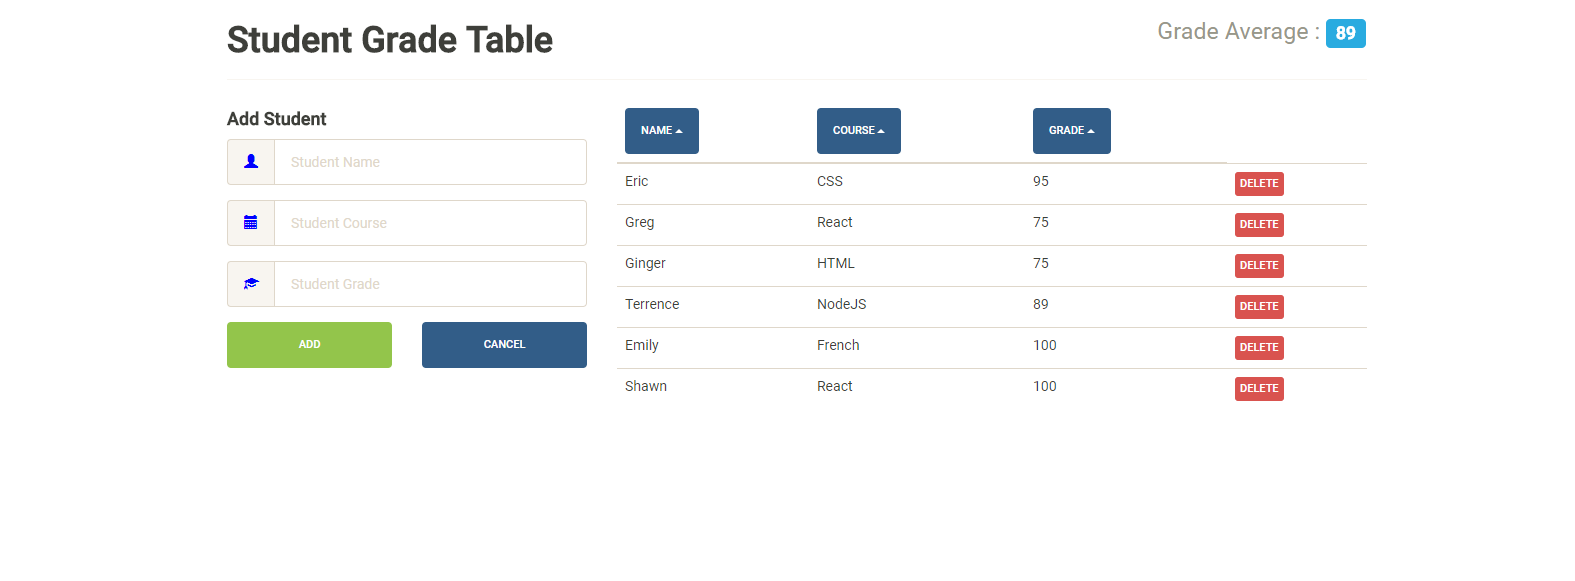 Student Grade Table
Grade Average : 89
Add Student
Student Name
Student Course
Student Grade
ADD CANCEL
NAME COURSE GRADE
Eric CSS 95 DELETE
Greg React 75 DELETE
Ginger HTML 75 DELETE
Terrence NodeJS 89 DELETE
Emily French 100 DELETE
Shawn React 100 DELETE